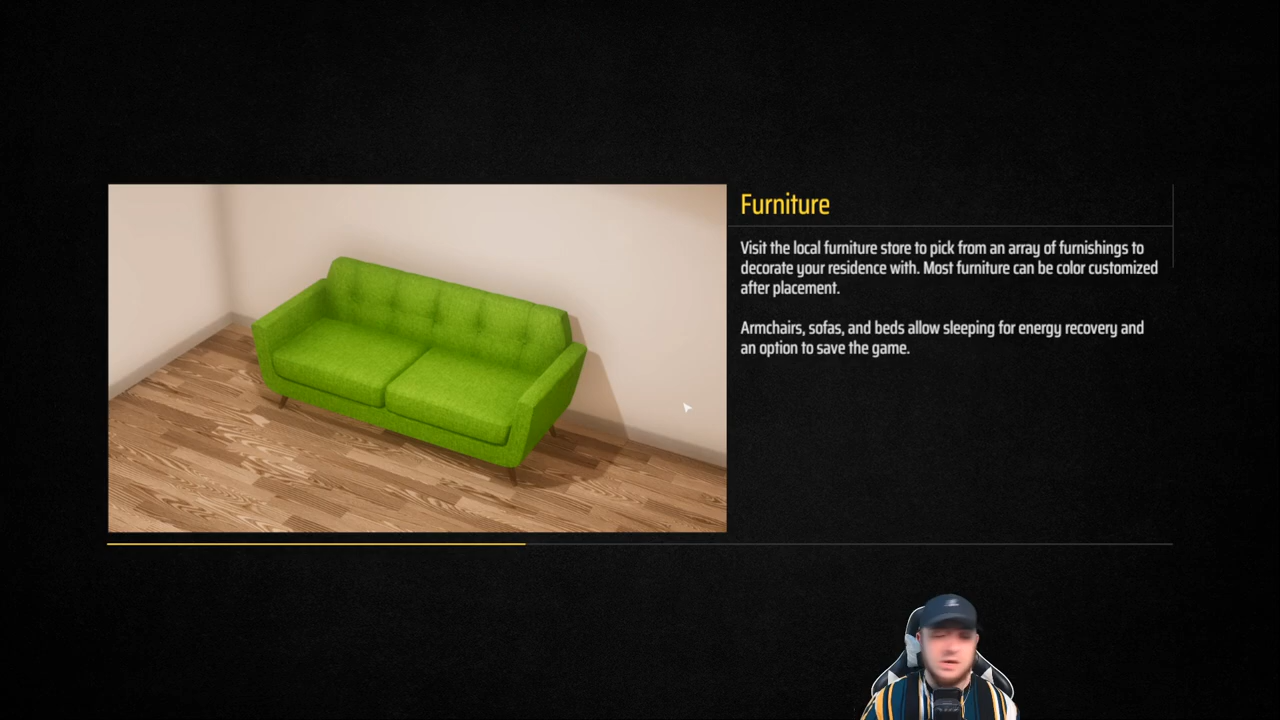 Furniture
Visit the local furniture store to pick from an array of furnishings to
decorate your residence with. Most furniture can be color customized
after placement.
Armchairs, sofas, and beds allow sleeping for energy recovery and
an option to save the game.